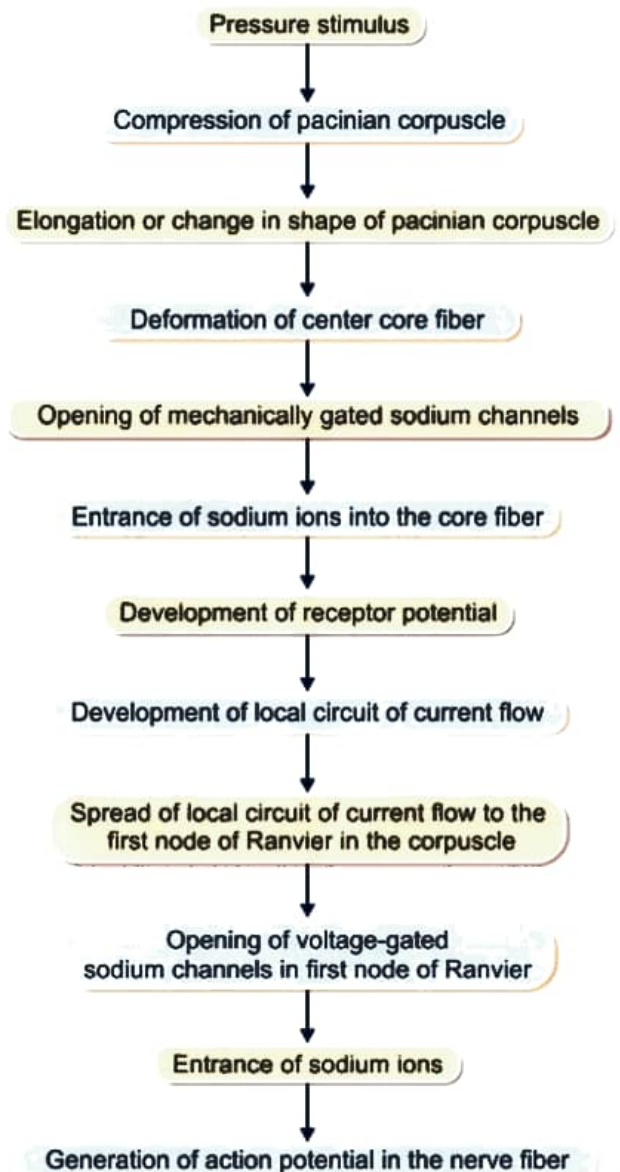 Pressure stimulus
Compression of pacinian corpuscle
Elongation or change in shape of pacinian corpuscle
Deformation of center core fiber
Opening of mechanically gated sodium channels
Entrance of sodium ions into the core fiber
Development of receptor potential
Development of local circuit of current flow
Spread of local circuit of current flow to the
first node of Ranvier in the corpuscle
Opening of voltage-gated
sodium channels in first node of Ranvier
Entrance of sodium ions
Generation of action potential in the nerve fiber